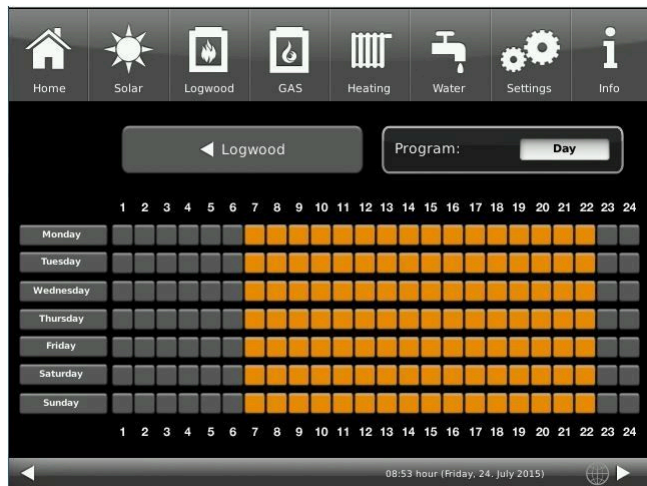 Home Solar Logwood GAS Heating Water Settings Info
Logwood Program: Day
1 2 3 4 5 6 7 8 9 10 11 12 13 14 15 16 17 18 19 20 21 22 23 24
Monday
Tuesday
Wednesday
Thursday
Friday
Saturday
Sunday
1 2 3 4 5 6 7 8 9 10 11 12 13 14 15 16 17 18 19 20 21 22 23 24
08:53 hour (Friday, 24. July 2015)